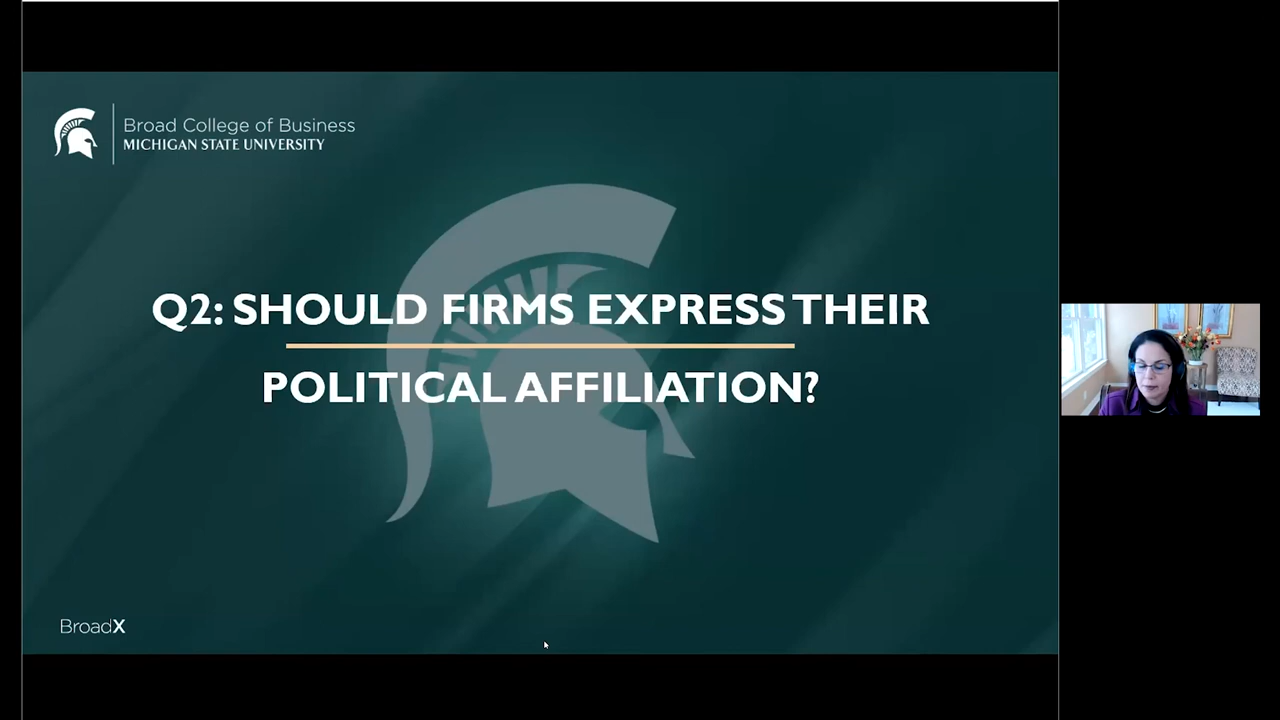 Broad College of Business
MICHIGAN STATE UNIVERSITY
Q2: SHOULD FIRMS EXPRESS THEIR
POLITICAL AFFILIATION?
BroadX